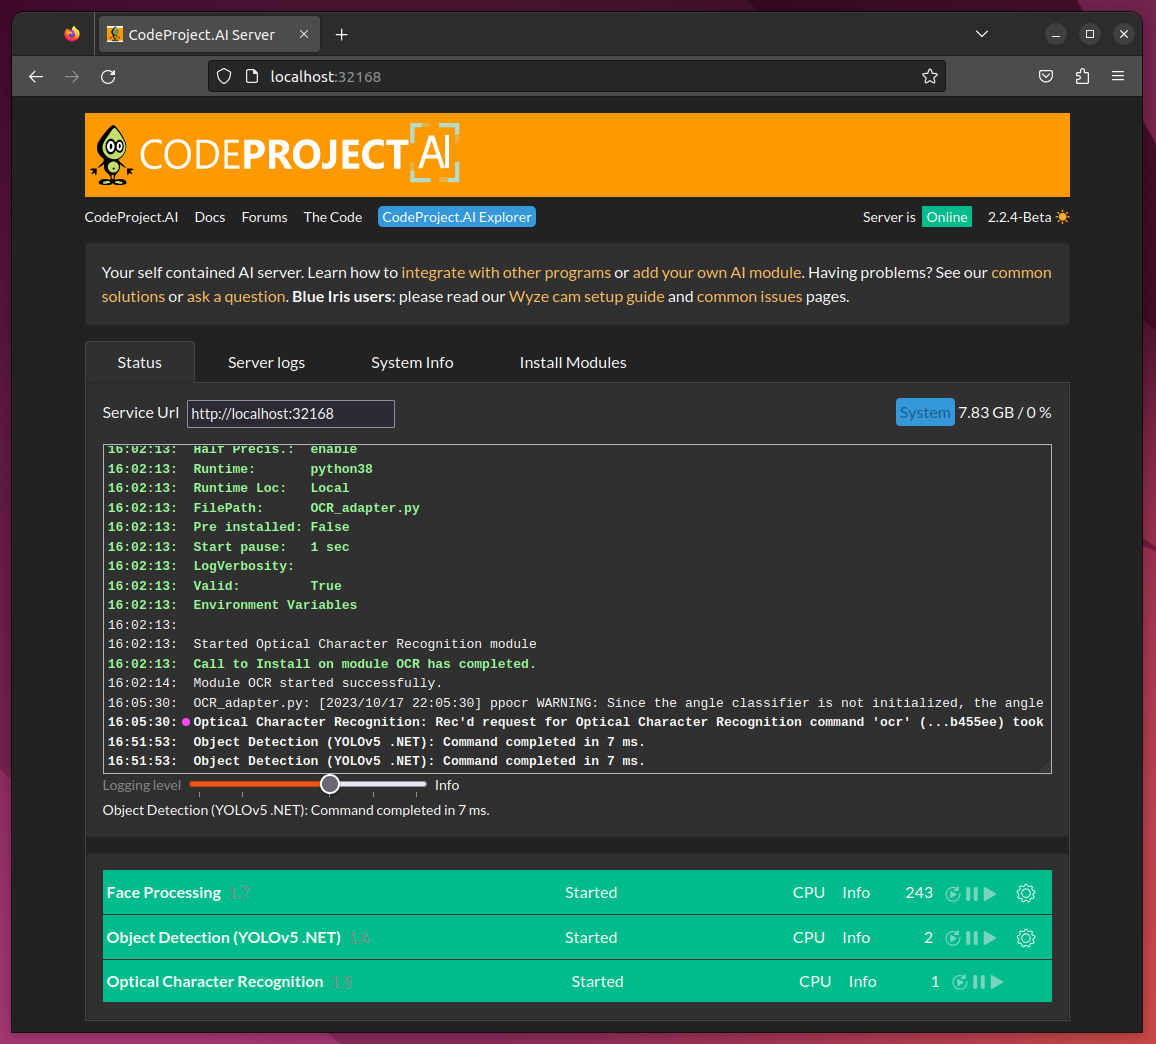 CodeProject.AI Server
localhost:32168
CODEPROJECT AI
CodeProject.AI Docs Forums The Code CodeProject.AI Explorer Server is Online 2.2.4-Beta
Your self contained AI server. Learn how to integrate with other programs or add your own AI module. Having problems? See our common
solutions or ask a question. Blue Iris users: please read our Wyze cam setup guide and common issues pages.
Status Server logs System Info Install Modules
Service Url http://localhost:32168 System 7.83 GB / 0 %
16:02:13: Half Precis.: enable
16:02:13: Runtime: python38
16:02:13: Runtime Loc: Local
16:02:13: FilePath: OCR_adapter.py
16:02:13: Pre installed: False
16:02:13: Start pause: 1 sec
16:02:13: LogVerbosity:
16:02:13: Valid: True
16:02:13: Environment Variables
16:02:13:
16:02:13: Started Optical Character Recognition module
16:02:13: Call to Install on module OCR has completed.
16:02:14: Module OCR started successfully.
16:05:30: OCR_adapter.py: [2023/10/17 22:05:30] ppocr WARNING: Since the angle classifier is not initialized, the angle
16:05:30: Optical Character Recognition: Rec'd request for Optical Character Recognition command 'ocr' (...b455ee) took
16:51:53: Object Detection (YOLOv5 .NET): Command completed in 7 ms.
16:51:53: Object Detection (YOLOv5 .NET): Command completed in 7 ms.
Logging level Info
Object Detection (YOLOv5 .NET): Command completed in 7 ms.
Face Processing 1.7 Started CPU Info 243
Object Detection (YOLOv5 .NET) 1.6 Started CPU Info 2
Optical Character Recognition 1.5 Started CPU Info 1